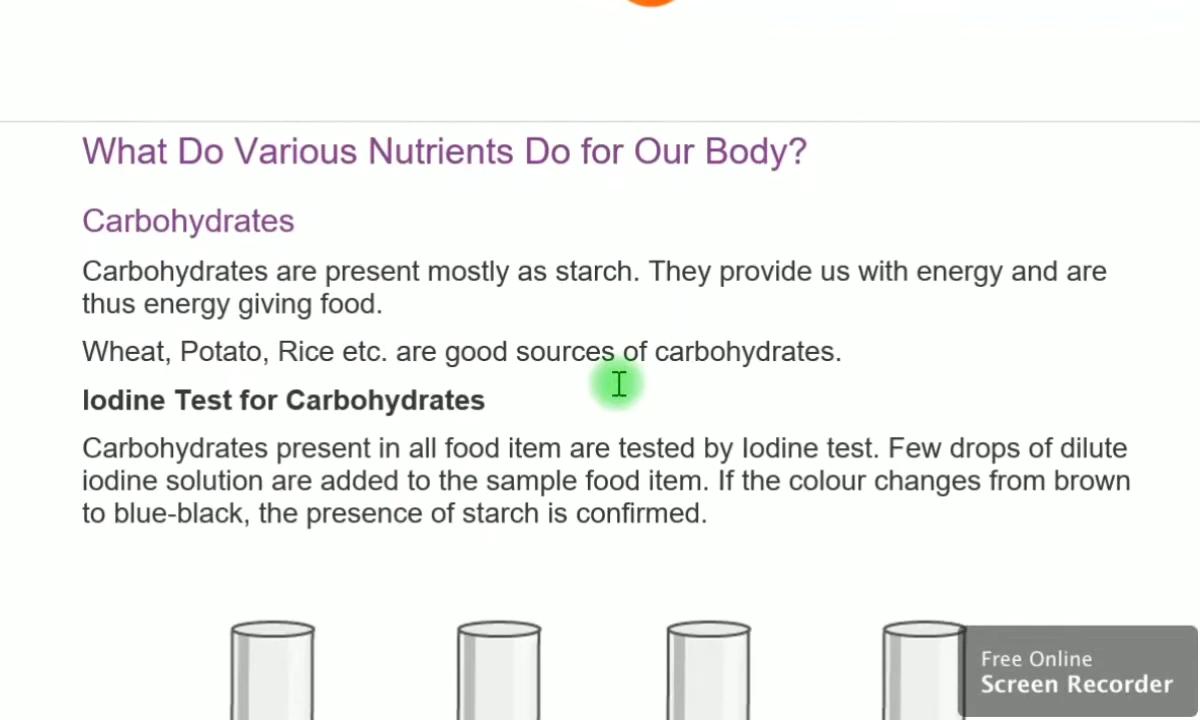 What Do Various Nutrients Do for Our Body?
Carbohydrates
Carbohydrates are present mostly as starch. They provide us with energy and are
thus energy giving food.
Wheat, Potato, Rice etc. are good sources of carbohydrates.
Iodine Test for Carbohydrates
Carbohydrates present in all food item are tested by Iodine test. Few drops of dilute
iodine solution are added to the sample food item. If the colour changes from brown
to blue-black, the presence of starch is confirmed.
Free Online
Screen Recorder